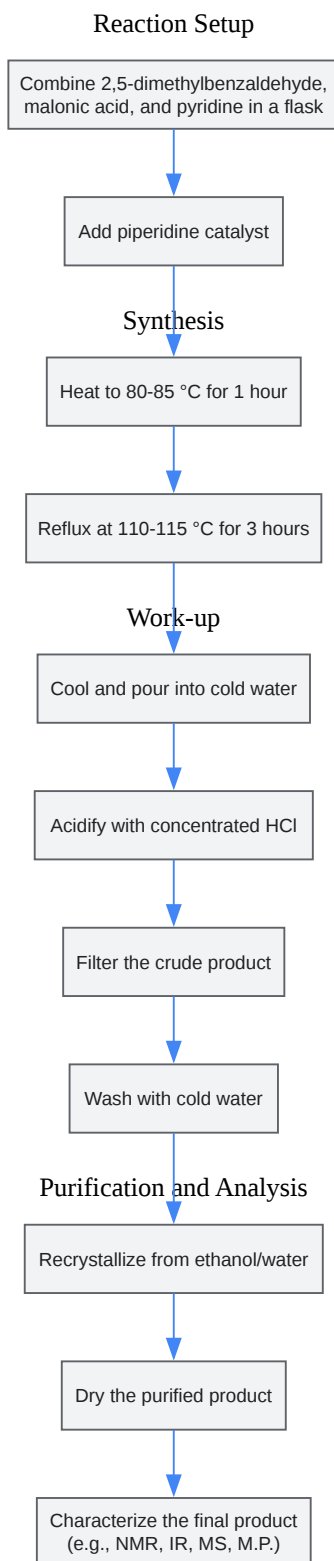 Reaction Setup
Combine 2,5-dimethylbenzaldehyde,
malonic acid, and pyridine in a flask
Add piperidine catalyst
Synthesis
Heat to 80-85 °C for 1 hour
Reflux at 110-115 °C for 3 hours
Work-up
Cool and pour into cold water
Acidify with concentrated HCl
Filter the crude product
Wash with cold water
Purification and Analysis
Recrystallize from ethanol/water
Dry the purified product
Characterize the final product
(e.g., NMR, IR, MS, M.P.)